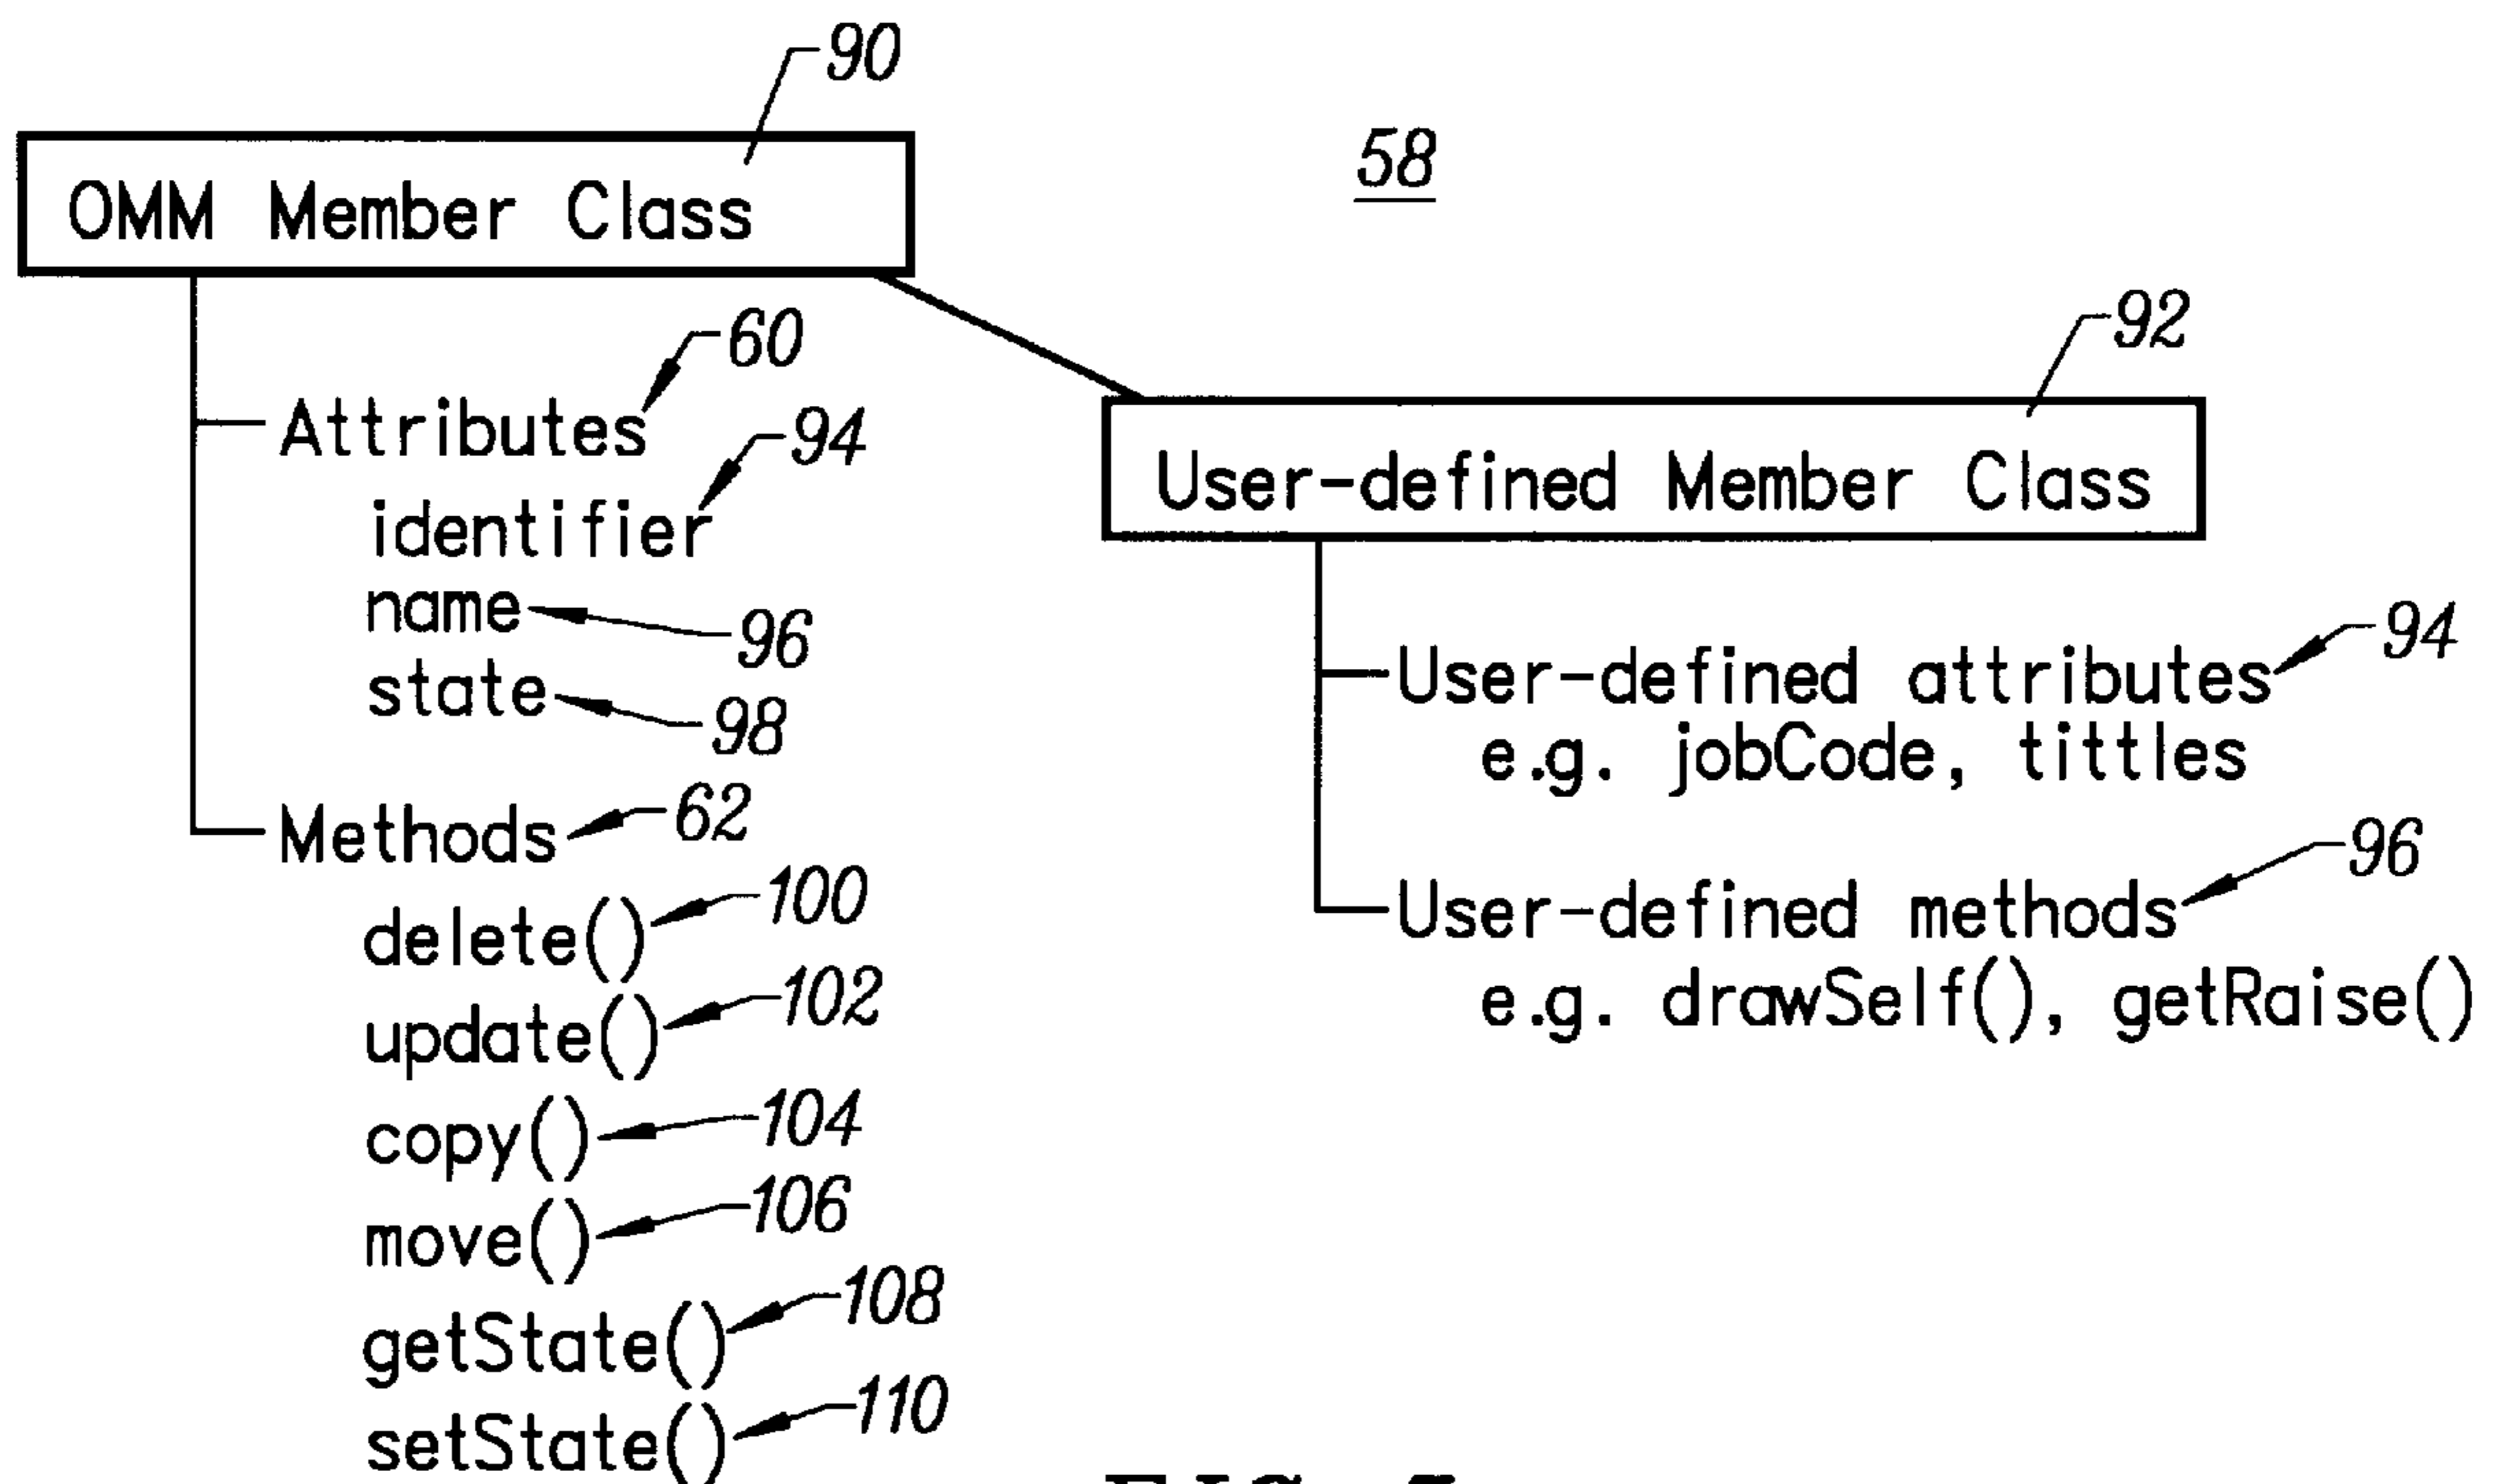 90
OMM Member Class
58
60
Attributes
94
identifier
name
96
state
98
Methods 62
delete() 100
update() 102
copy() 104
move() 106
getState() 108
setState() 110
92
User-defined Member Class
User-defined attributes 94
e.g. jobCode, tittles
User-defined methods 96
e.g. drawSelf(), getRaise()